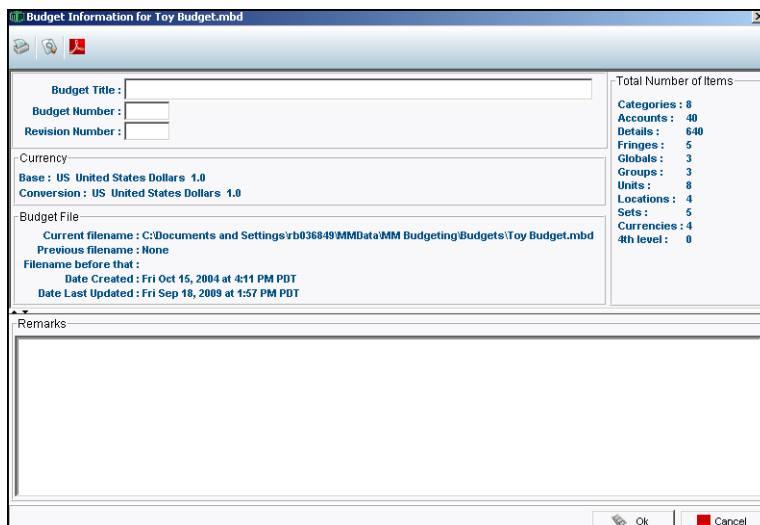 Budget Information for Toy Budget.mbd
Budget Title :
Budget Number :
Revision Number :
Currency
Base : US United States Dollars 1.0
Conversion : US United States Dollars 1.0
Budget File
Current filename : C:\Documents and Settings\rb036849\MMData\MM Budgeting\Budgets\Toy Budget.mbd
Previous filename : None
Filename before that :
Date Created : Fri Oct 15, 2004 at 4:11 PM PDT
Date Last Updated : Fri Sep 18, 2009 at 1:57 PM PDT
Total Number of Items
Categories : 8
Accounts : 40
Details : 640
Fringes : 5
Globals : 3
Groups : 3
Units : 8
Locations : 4
Sets : 5
Currencies : 4
4th level : 0
Remarks
Ok
Cancel